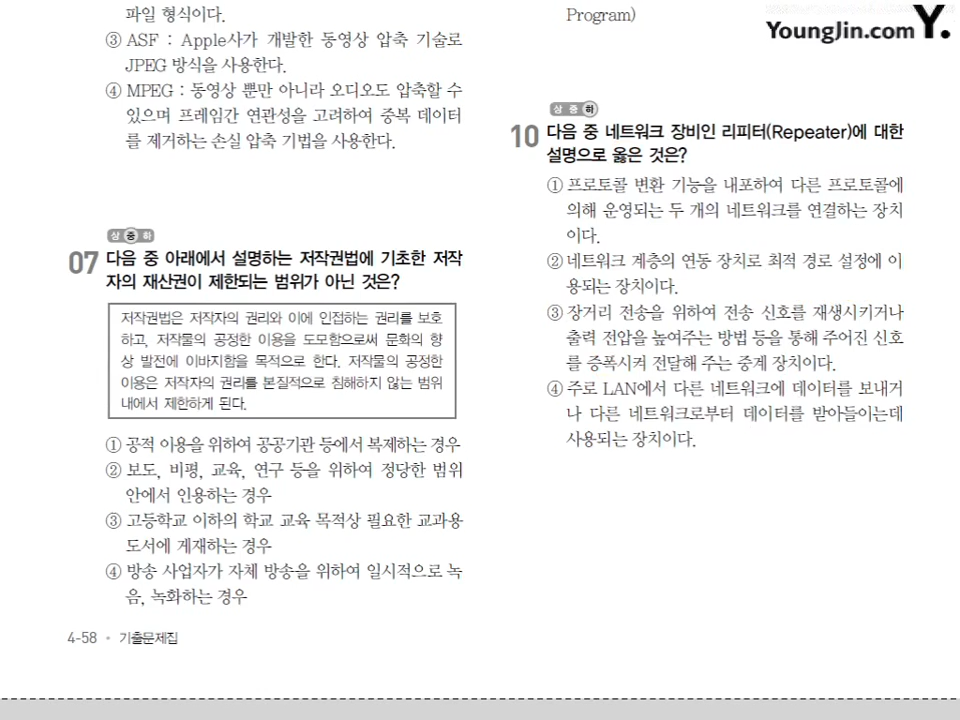 파일 형식이다.
③ ASF : Apple사가 개발한 동영상 압축 기술로
JPEG 방식을 사용한다.
④ MPEG : 동영상 뿐만 아니라 오디오도 압축할 수
있으며 프레임간 연관성을 고려하여 중복 데이터
를 제거하는 손실 압축 기법을 사용한다.
상 중 하
07 다음 중 아래에서 설명하는 저작권법에 기초한 저작
자의 재산권이 제한되는 범위가 아닌 것은?
저작권법은 저작자의 권리와 이에 인접하는 권리를 보호
하고, 저작물의 공정한 이용을 도모함으로써 문화의 향
상 발전에 이바지함을 목적으로 한다. 저작물의 공정한
이용은 저작자의 권리를 본질적으로 침해하지 않는 범위
내에서 제한하게 된다.
① 공적 이용을 위하여 공공기관 등에서 복제하는 경우
② 보도, 비평, 교육, 연구 등을 위하여 정당한 범위
안에서 인용하는 경우
③ 고등학교 이하의 학교 교육 목적상 필요한 교과용
도서에 게재하는 경우
④ 방송 사업자가 자체 방송을 위하여 일시적으로 녹
음, 녹화하는 경우
4-58 • 기출문제집
Program)
YoungJin.com Y.
상 중 하
10 다음 중 네트워크 장비인 리피터(Repeater)에 대한
설명으로 옳은 것은?
① 프로토콜 변환 기능을 내포하여 다른 프로토콜에
의해 운영되는 두 개의 네트워크를 연결하는 장치
이다.
② 네트워크 계층의 연동 장치로 최적 경로 설정에 이
용되는 장치이다.
③ 장거리 전송을 위하여 전송 신호를 재생시키거나
출력 전압을 높여주는 방법 등을 통해 주어진 신호
를 증폭시켜 전달해 주는 중계 장치이다.
④ 주로 LAN에서 다른 네트워크에 데이터를 보내거
나 다른 네트워크로부터 데이터를 받아들이는데
사용되는 장치이다.